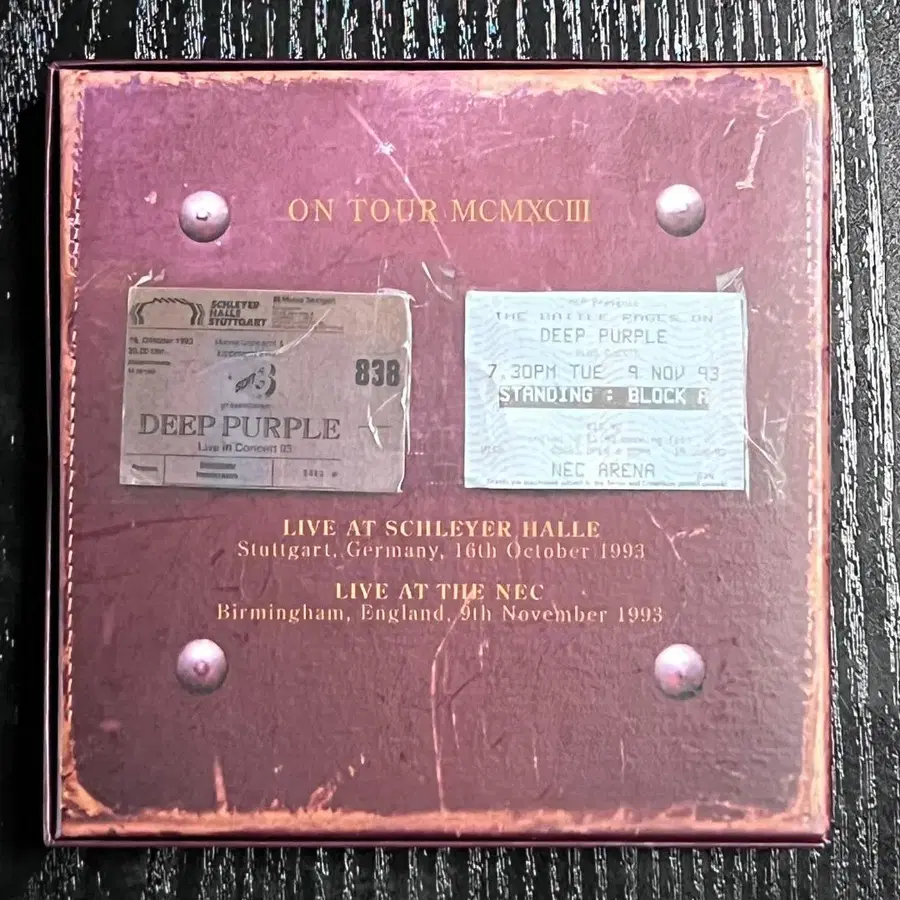 ON TOUR MCMXCIII
SCHLEYER
HALLE
STUTTGART
Oktober 1993
838
DEEP PURPLE
Live in Concert 93
THE BATTLE RAGES ON
DEEP PURPLE
7.30PM TUE 9 NOV 93
STANDING : BLOCK A
NEC ARENA
LIVE AT SCHLEYER HALLE
Stuttgart, Germany, 16th October 1993
LIVE AT THE NEC
Birmingham, England, 9th November 1993